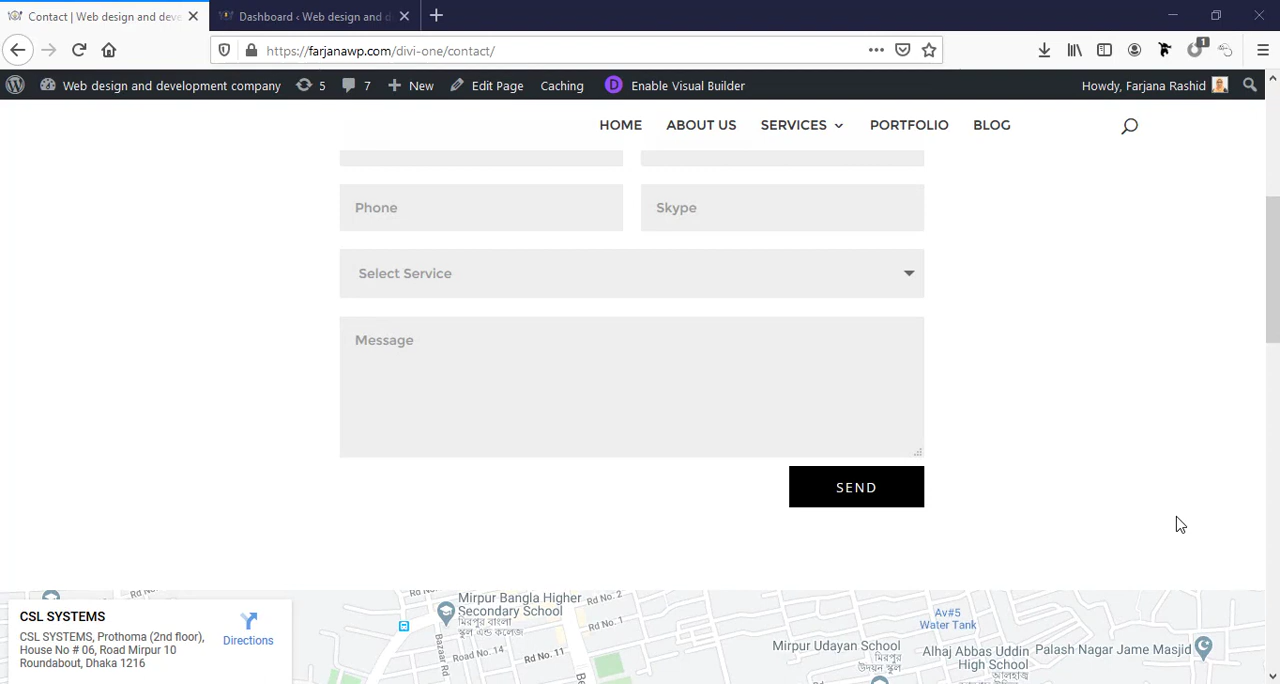 Contact | Web design and deve
Dashboard ‹ Web design and d
https://farjanawp.com/divi-one/contact/
1
Web design and development company
5
7
New
Edit Page
Caching
D
Enable Visual Builder
Howdy, Farjana Rashid
HOME
ABOUT US
SERVICES
PORTFOLIO
BLOG
Phone
Skype
Select Service
Message
SEND
CSL SYSTEMS
CSL SYSTEMS, Prothoma (2nd floor),
House No # 06, Road Mirpur 10
Roundabout, Dhaka 1216
Directions
Mirpur Bangla Higher
Secondary School
মিরপুর বাংলা
Rd No. 2
Rd No. 1
Road No. 14
Rd No. 11
Bazaar Rd
Av#5
Water Tank
Mirpur Udayan School
মিরপুর
উদয়ন স্কুল
Alhaj Abbas Uddin
High School
Palash Nagar Jame Masjid